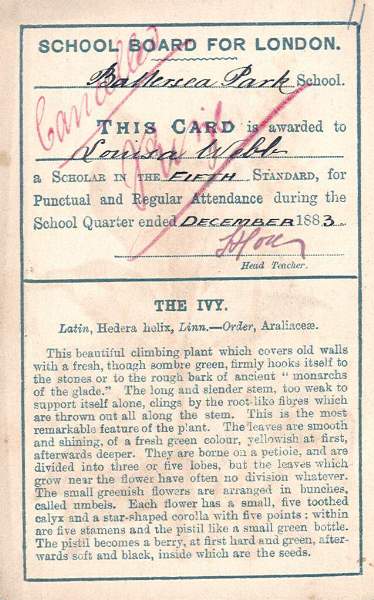 SCHOOL BOARD FOR LONDON.
Battersea Park School.
Cancelled
THIS CARD is awarded to
Louisa Webb
a SCHOLAR IN THE FIFTH STANDARD, for
Punctual and Regular Attendance during the
School Quarter ended DECEMBER 1883
Head Teacher.
THE IVY.
Latin, Hedera helix, Linn.—Order, Araliaceæ.
This beautiful climbing plant which covers old walls
with a fresh, though sombre green, firmly hooks itself to
the stones or to the rough bark of ancient "monarchs
of the glade." The long and slender stem, too weak to
support itself alone, clings by the root-like fibres which
are thrown out all along the stem. This is the most
remarkable feature of the plant. The leaves are smooth
and shining, of a fresh green colour, yellowish at first,
afterwards deeper. They are borne on a petiole, and are
divided into three or five lobes, but the leaves which
grow near the flower have often no division whatever.
The small greenish flowers are arranged in bunches,
called umbels. Each flower has a small, five toothed
calyx and a star-shaped corolla with five points: within
are five stamens and the pistil like a small green bottle.
The pistil becomes a berry, at first hard and green, after-
wards soft and black, inside which are the seeds.